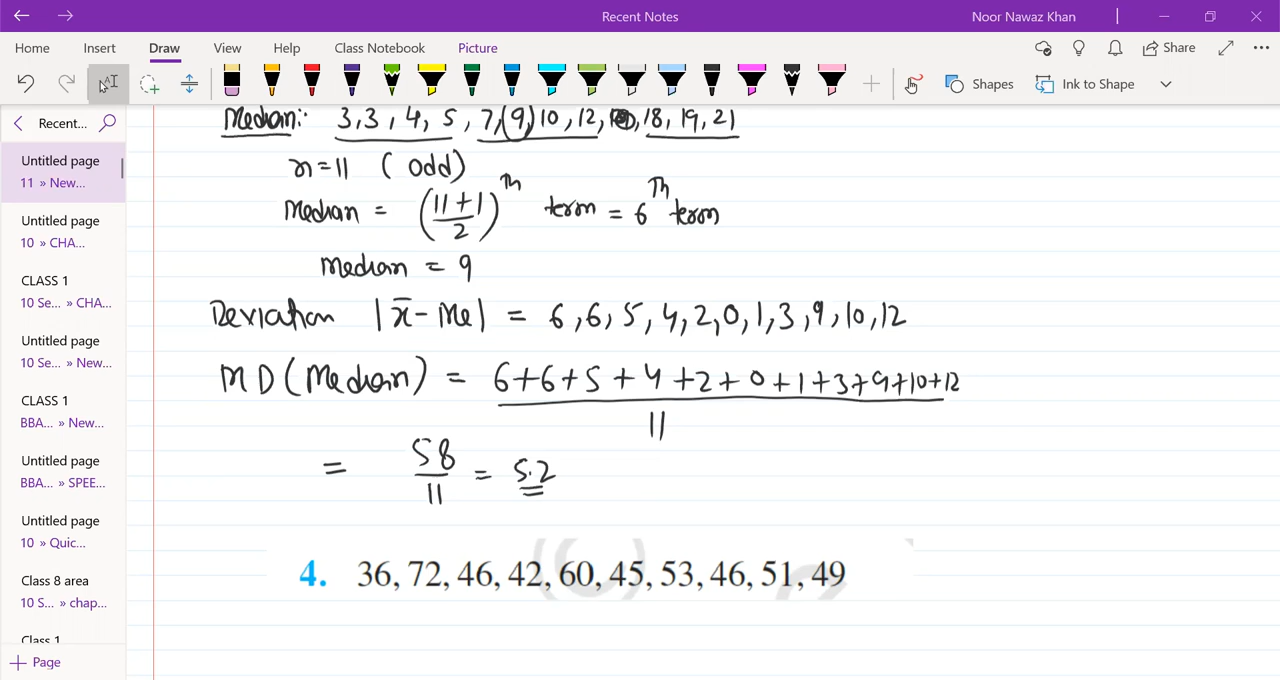 Recent Notes
Noor Nawaz Khan
Home Insert Draw View Help Class Notebook Picture
Share
Shapes
Ink to Shape
Recent...
Untitled page
11 » New...
Untitled page
10 » CHA...
CLASS 1
10 Se... » CHA...
Untitled page
10 Se... » New...
CLASS 1
BBA... » New...
Untitled page
BBA... » SPEE...
Untitled page
10 » Quic...
Class 8 area
10 S... » chap...
Class 1
Page
Median: 3,3,4,5,7,9,10,12, 18,19,21
n=11 (odd)
Median = (11+1/2)Th term = 6Th term
Median = 9
Deviation |x̄-Me| = 6,6,5,4,2,0,1,3,9,10,12
MD(Median) = 6+6+5+4+2+0+1+3+9+10+12
11
= 58/11 = 5.2
4. 36, 72, 46, 42, 60, 45, 53, 46, 51, 49